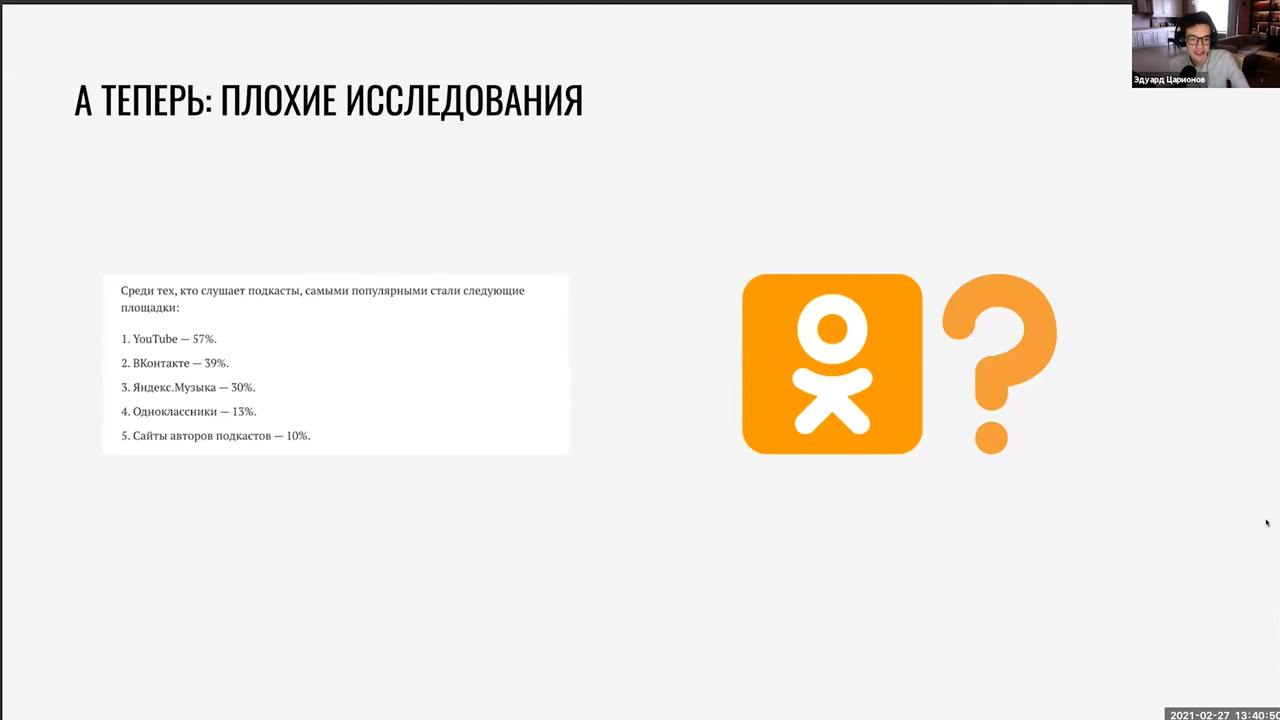 Эдуард Царионов
А ТЕПЕРЬ: ПЛОХИЕ ИССЛЕДОВАНИЯ
Среди тех, кто слушает подкасты, самыми популярными стали следующие
площадки:
1. YouTube — 57%.
2. ВКонтакте — 39%.
3. Яндекс.Музыка — 30%.
4. Одноклассники — 13%.
5. Сайты авторов подкастов — 10%.
?
2021-02-27 13:40:50